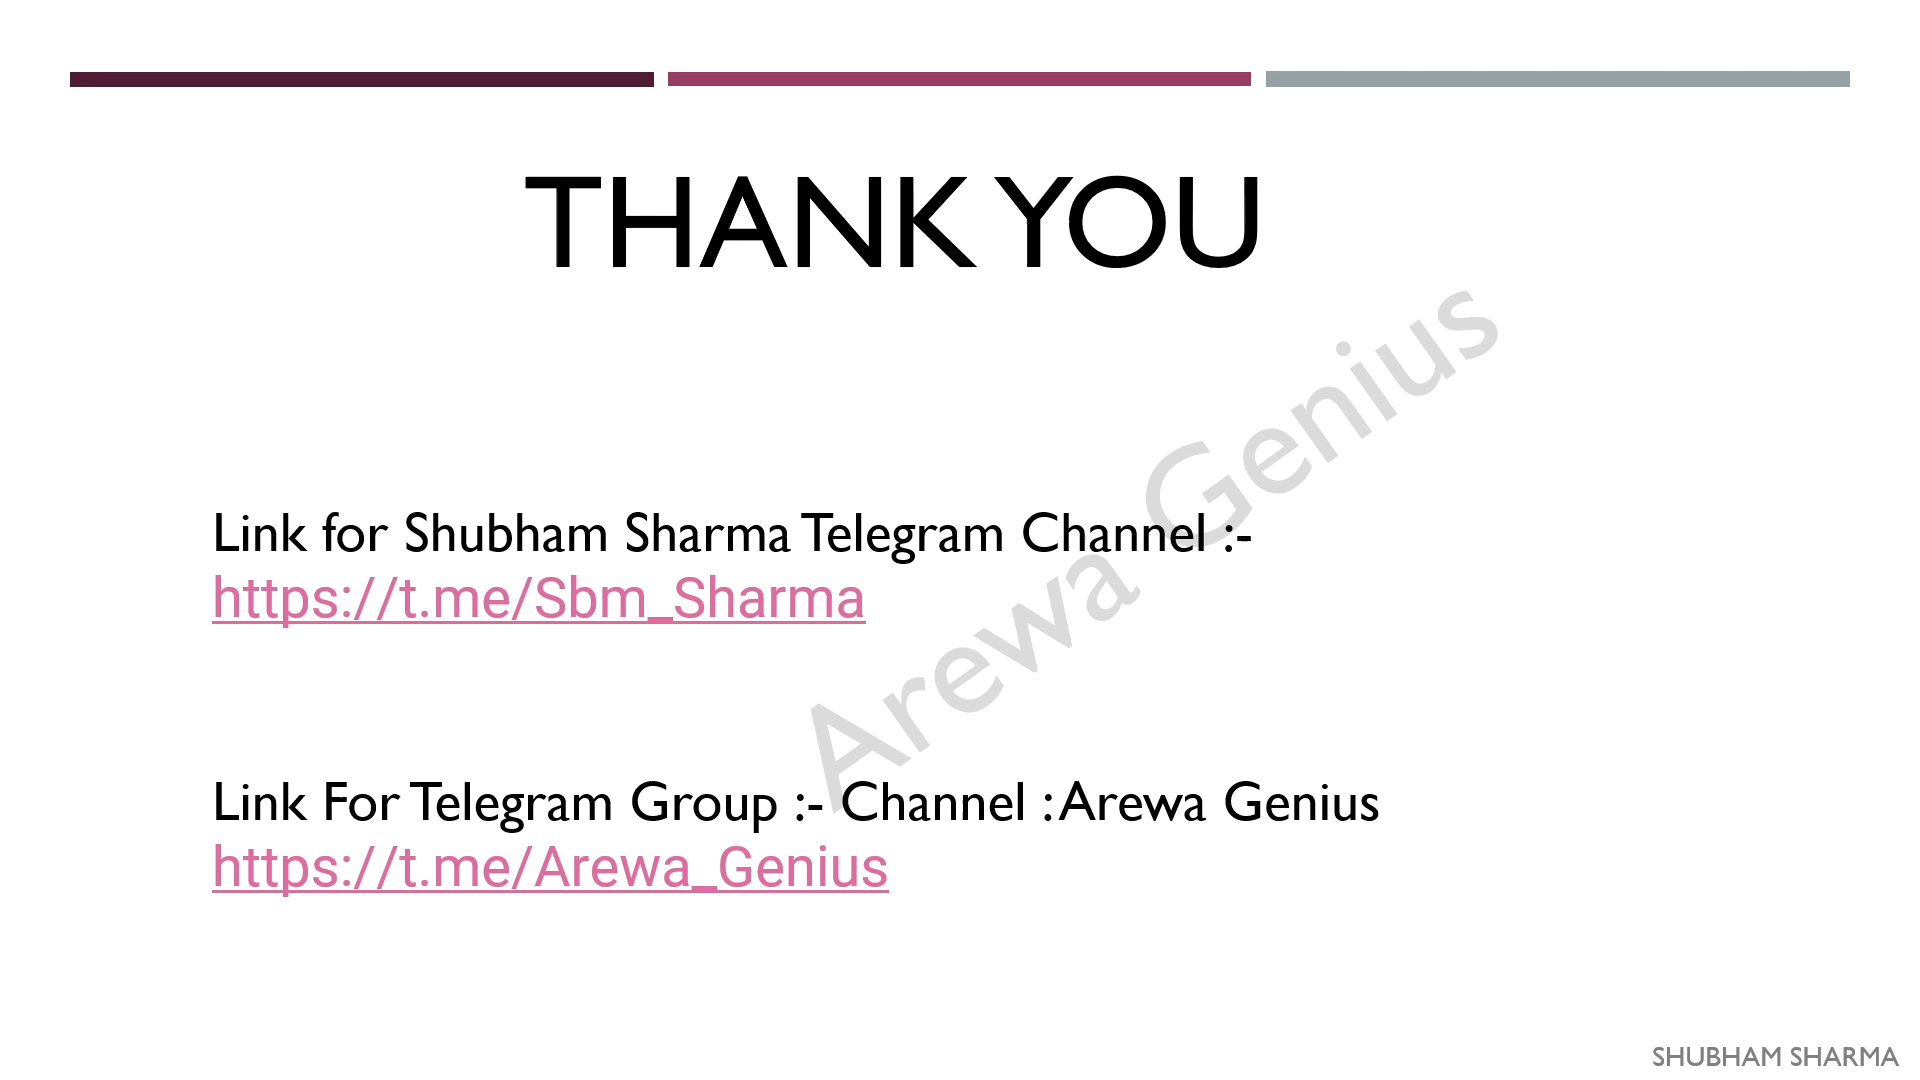 THANK YOU
Arewa Genius
Link for Shubham Sharma Telegram Channel :-
https://t.me/Sbm_Sharma
Link For Telegram Group :- Channel : Arewa Genius
https://t.me/Arewa_Genius
SHUBHAM SHARMA